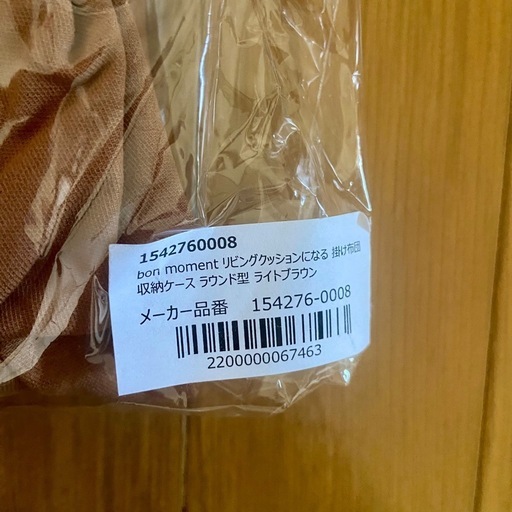 1542760008
bon moment リビングクッションになる 掛け布団
収納ケース ラウンド型 ライトブラウン
メーカー品番 154276-0008
2200000067463